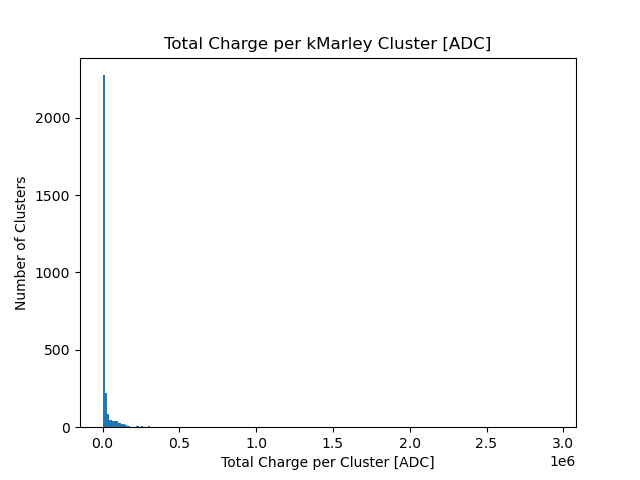 Total Charge per kMarley Cluster [ADC]
Number of Clusters
2000
1500
1000
500
0
0.0 0.5 1.0 1.5 2.0 2.5 3.0
1e6
Total Charge per Cluster [ADC]